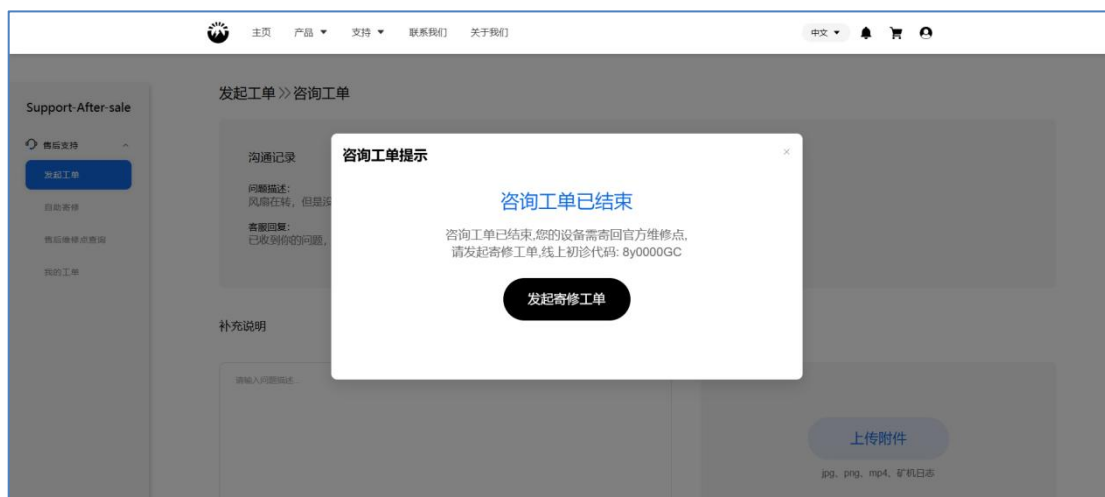 主页 产品 支持 联系我们 关于我们 中文
Support-After-sale
售后支持
发起工单
自助寄修
售后维修点查询
我的工单
发起工单》咨询工单
沟通记录
问题描述:
风扇在转，但是没
客服回复:
已收到你的问题，
咨询工单提示
×
咨询工单已结束
咨询工单已结束,您的设备需寄回官方维修点,
请发起寄修工单,线上初诊代码: 8y0000GC
发起寄修工单
补充说明
请输入问题描述...
上传附件
jpg、png、mp4、矿机日志